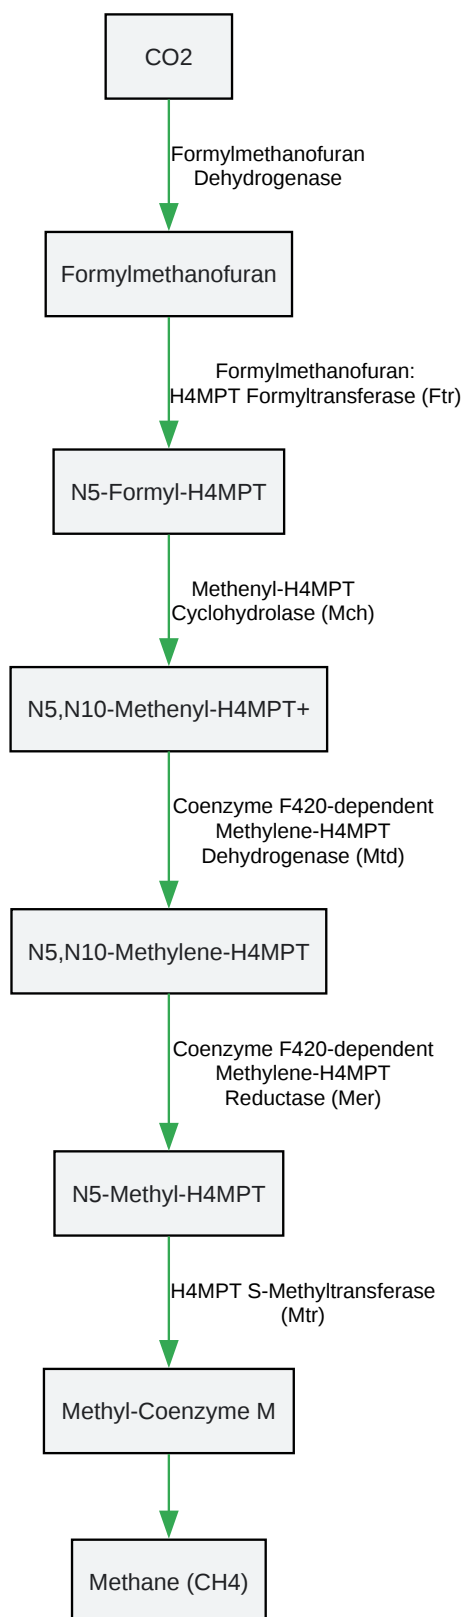 CO2
Formylmethanofuran
Dehydrogenase
Formylmethanofuran
Formylmethanofuran:
H4MPT Formyltransferase (Ftr)
N5-Formyl-H4MPT
Methenyl-H4MPT
Cyclohydrolase (Mch)
N5,N10-Methenyl-H4MPT+
Coenzyme F420-dependent
Methylene-H4MPT
Dehydrogenase (Mtd)
N5,N10-Methylene-H4MPT
Coenzyme F420-dependent
Methylene-H4MPT
Reductase (Mer)
N5-Methyl-H4MPT
H4MPT S-Methyltransferase
(Mtr)
Methyl-Coenzyme M
Methane (CH4)